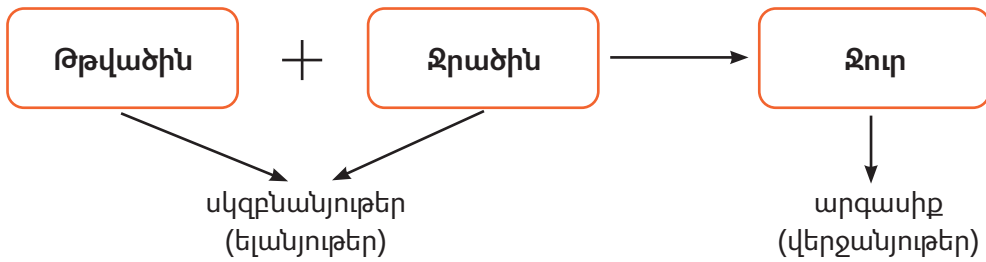 Թթվածին + Ջրածին Ջուր
սկզբնանյութեր արգասիք
(ելանյութեր) (վերջանյութեր)